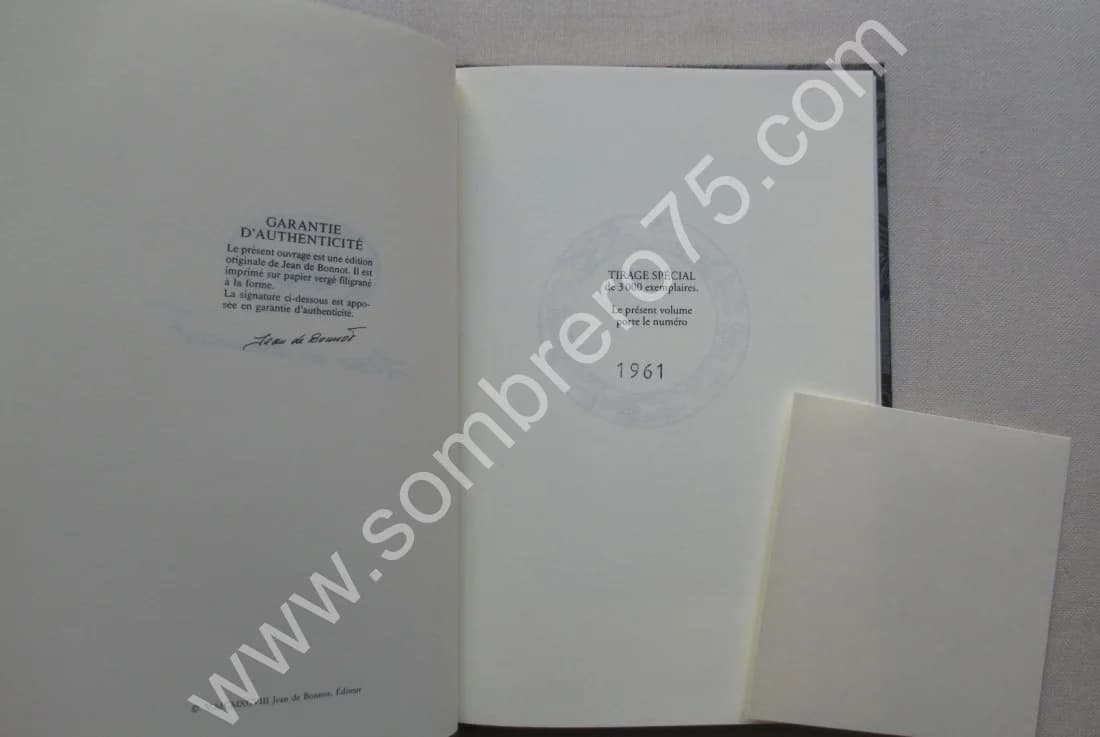 GARANTIE
D'AUTHENTICITÉ
Le présent ouvrage est une édition
originale de Jean de Bonnot. Il est
imprimé sur papier vergé filigrané
à la forme.
La signature ci-dessous est appo-
sée en garantie d'authenticité.
Jean de Bonnot
© Jean de Bonnot, Éditeur
TIRAGE SPÉCIAL
de 3 000 exemplaires.
Le présent volume
porte le numéro
1961
www.sombrero75.com